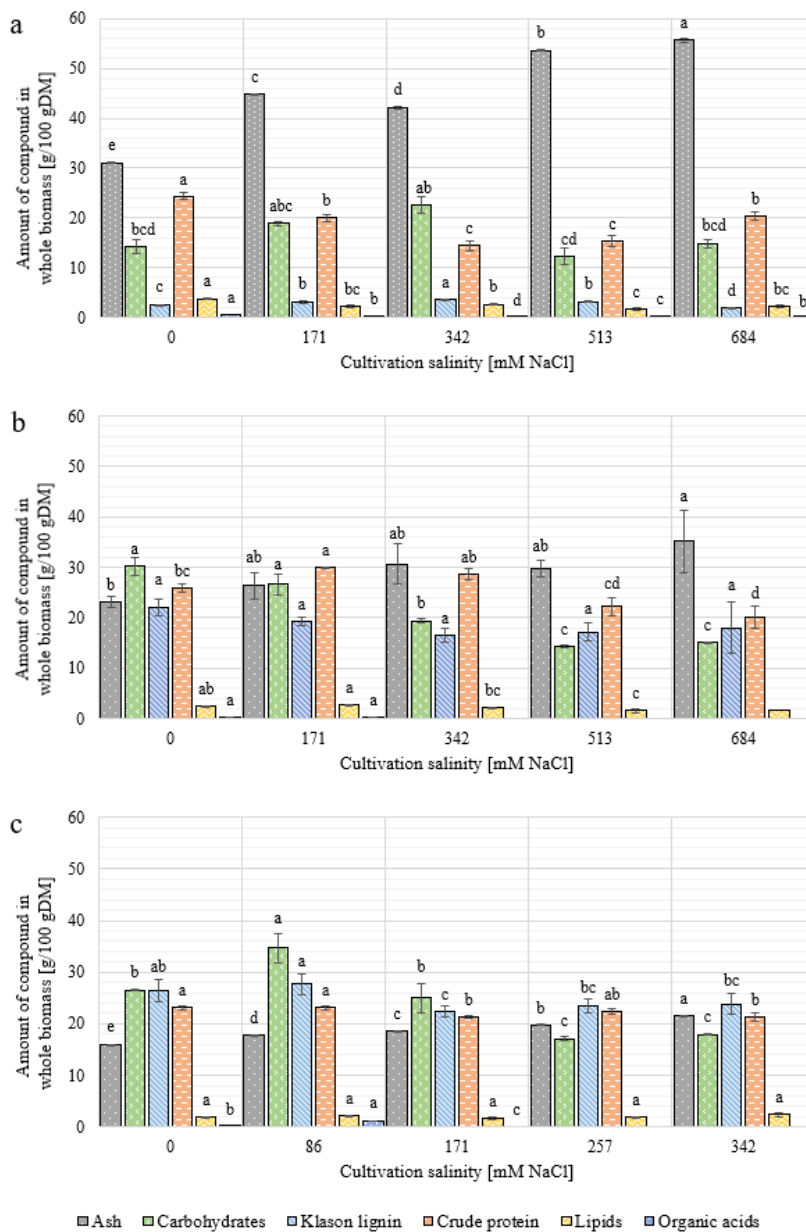 a
Amount of compound in
whole biomass [g/100 gDM]
60
50
40
30
20
10
0
e bcd c a a a
c abc b b bc b
d ab a c b d
b cd b c c c
a bcd d b bc b
0 171 342 513 684
Cultivation salinity [mM NaCl]
b
Amount of compound in
whole biomass [g/100 gDM]
60
50
40
30
20
10
0
b a a bc ab a
ab a a a a a
ab b a ab bc
ab c a cd c
a c a d
0 171 342 513 684
Cultivation salinity [mM NaCl]
c
Amount of compound in
whole biomass [g/100 gDM]
60
50
40
30
20
10
0
e b ab a a b
d a a a a a
c b c b a c
b c bc ab a
a c bc b a
0 86 171 257 342
Cultivation salinity [mM NaCl]
Ash Carbohydrates Klason lignin Crude protein Lipids Organic acids